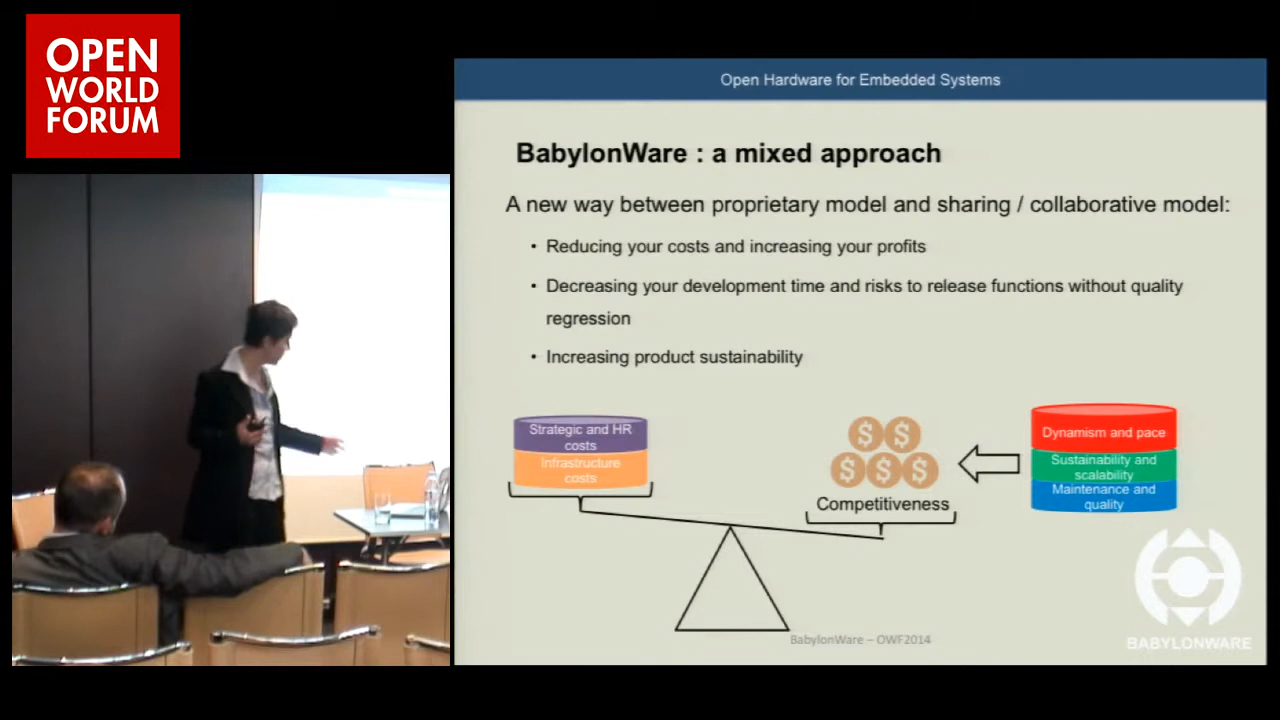 OPEN
WORLD
FORUM
Open Hardware for Embedded Systems
BabylonWare : a mixed approach
A new way between proprietary model and sharing / collaborative model:
• Reducing your costs and increasing your profits
• Decreasing your development time and risks to release functions without quality
regression
• Increasing product sustainability
Strategic and HR
costs
Infrastructure
costs
$ $
$ $ $
Competitiveness
Dynamism and pace
Sustainability and
scalability
Maintenance and
quality
BabylonWare – OWF2014
BABYLONWARE